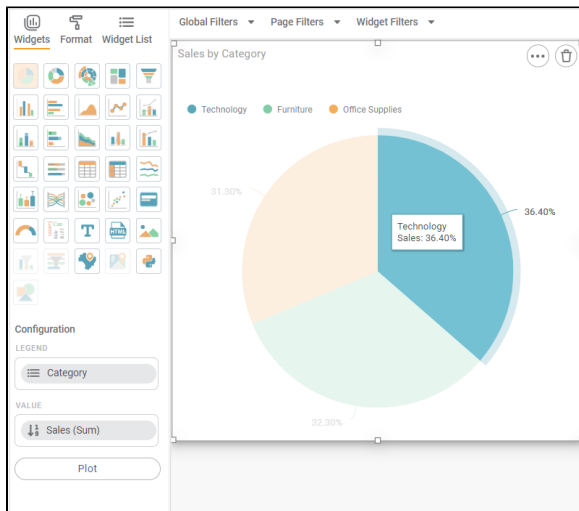 Global Filters Page Filters Widget Filters
Widgets Format Widget List
Sales by Category
Technology Furniture Office Supplies
31.30%
36.40%
Technology
Sales: 36.40%
32.30%
T
HTML
Configuration
LEGEND
Category
VALUE
Sales (Sum)
Plot